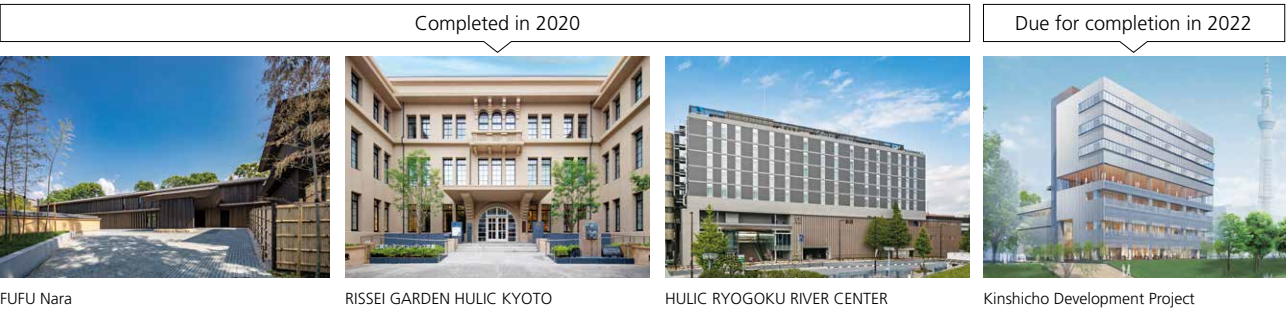 Completed in 2020
Due for completion in 2022
FUFU Nara
RISSEI GARDEN HULIC KYOTO
HULIC RYOGOKU RIVER CENTER
Kinshicho Development Project